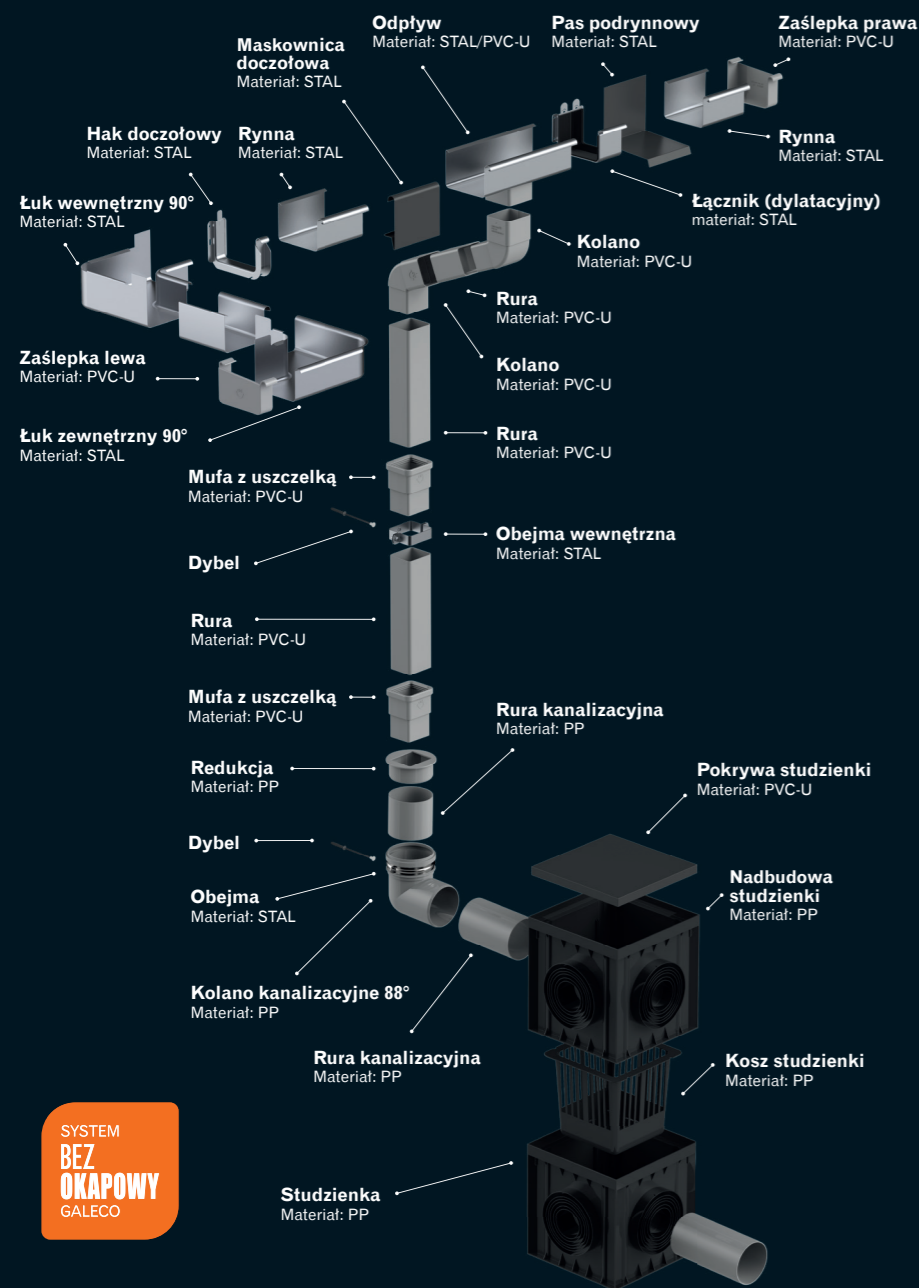 Odpływ
Materiał: STAL/PVC-U
Pas podrynnowy
Materiał: STAL
Zaślepka prawa
Materiał: PVC-U
Maskownica
doczołowa
Materiał: STAL
Hak doczołowy
Materiał: STAL
Rynna
Materiał: STAL
Rynna
Materiał: STAL
Łuk wewnętrzny 90°
Materiał: STAL
Łącznik (dylatacyjny)
materiał: STAL
Kolano
Materiał: PVC-U
Rura
Materiał: PVC-U
Zaślepka lewa
Materiał: PVC-U
Kolano
Materiał: PVC-U
Łuk zewnętrzny 90°
Materiał: STAL
Rura
Materiał: PVC-U
Mufa z uszczelką
Materiał: PVC-U
Obejma wewnętrzna
Materiał: STAL
Dybel
Rura
Materiał: PVC-U
Mufa z uszczelką
Materiał: PVC-U
Rura kanalizacyjna
Materiał: PP
Redukcja
Materiał: PP
Pokrywa studzienki
Materiał: PVC-U
Dybel
Obejma
Materiał: STAL
Nadbudowa
studzienki
Materiał: PP
Kolano kanalizacyjne 88°
Materiał: PP
Rura kanalizacyjna
Materiał: PP
Kosz studzienki
Materiał: PP
Studzienka
Materiał: PP
SYSTEM
BEZ
OKAPOWY
GALECO